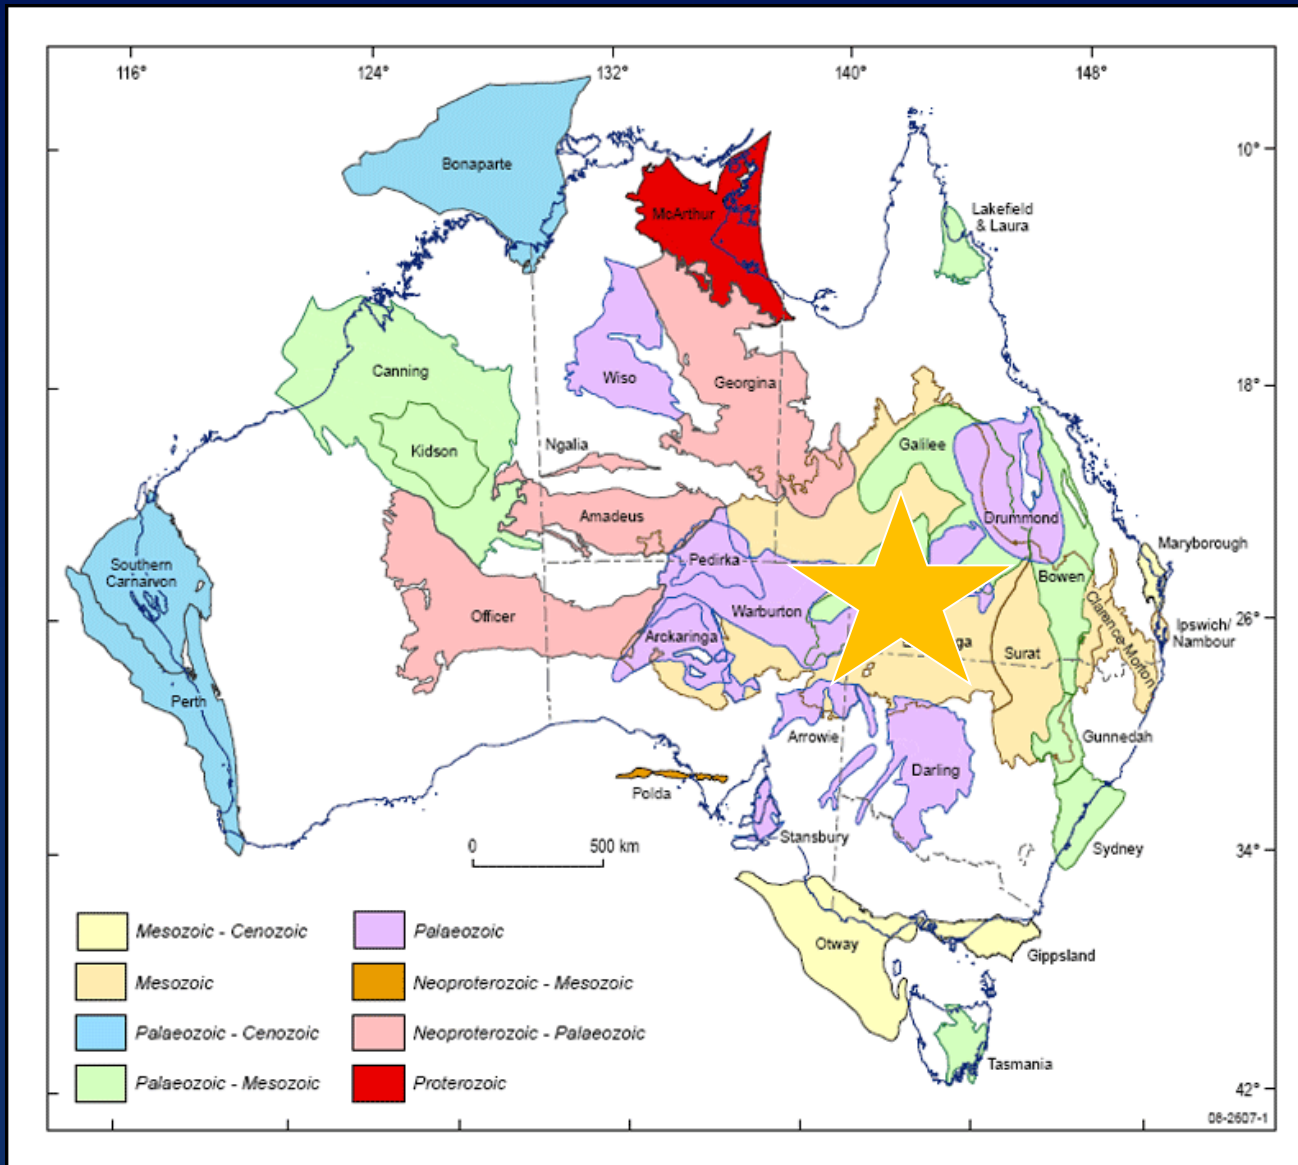 116°
124°
132°
140°
148°
10°
Bonaparte
McArthur
Lakefield
& Laura
18°
Canning
Wiso
Georgina
Kidson
Ngalia
Galilee
Amadeus
Drummond
Maryborough
Southern
Carnarvon
Pedirka
Bowen
Officer
Warburton
Clarence-Morton
26°
Ipswich/
Nambour
Arckaringa
Surat
Perth
Arrowie
Gunnedah
Darling
Polda
Stansbury
0
500 km
Sydney
34°
Otway
Gippsland
Tasmania
42°
08-2607-1
Mesozoic - Cenozoic
Mesozoic
Palaeozoic - Cenozoic
Palaeozoic - Mesozoic
Palaeozoic
Neoproterozoic - Mesozoic
Neoproterozoic - Palaeozoic
Proterozoic